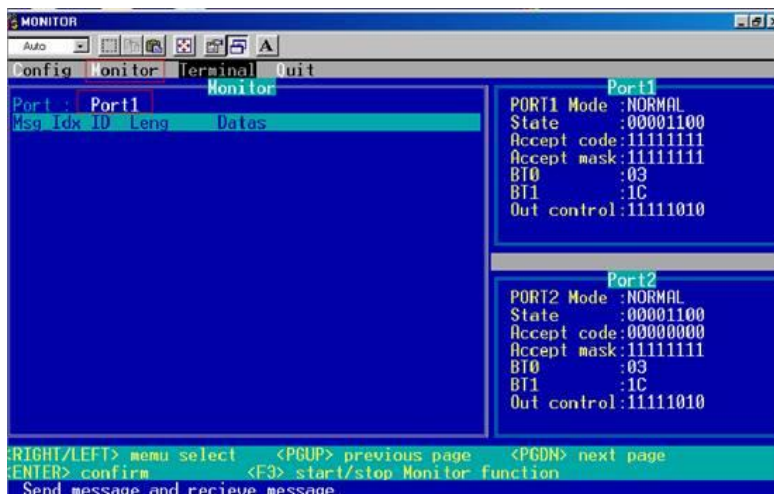 MONITOR
Auto
A
onfig onitor Terminal uit
Monitor
Port : Port1
Msg Idx ID Leng Datas
Port1
PORT1 Mode :NORMAL
State :00001100
Accept code:11111111
Accept mask:11111111
BT0 :03
BT1 :1C
Out control:11111010
Port2
PORT2 Mode :NORMAL
State :00001100
Accept code:00000000
Accept mask:11111111
BT0 :03
BT1 :1C
Out control:11111010
<RIGHT/LEFT> memu select <PGUP> previous page <PGDN> next page
<ENTER> confirm <F3> start/stop Monitor function
Send message and recieve message